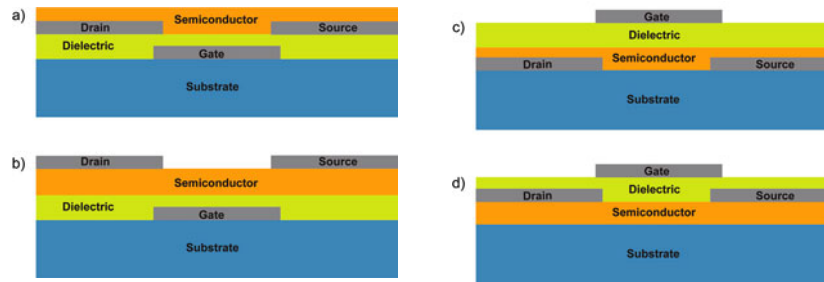 a)
Semiconductor
Drain Source
Dielectric Gate
Substrate
b)
Drain Source
Semiconductor
Dielectric Gate
Substrate
c)
Gate
Dielectric
Semiconductor
Drain Source
Substrate
d)
Gate
Dielectric
Drain Source
Semiconductor
Substrate